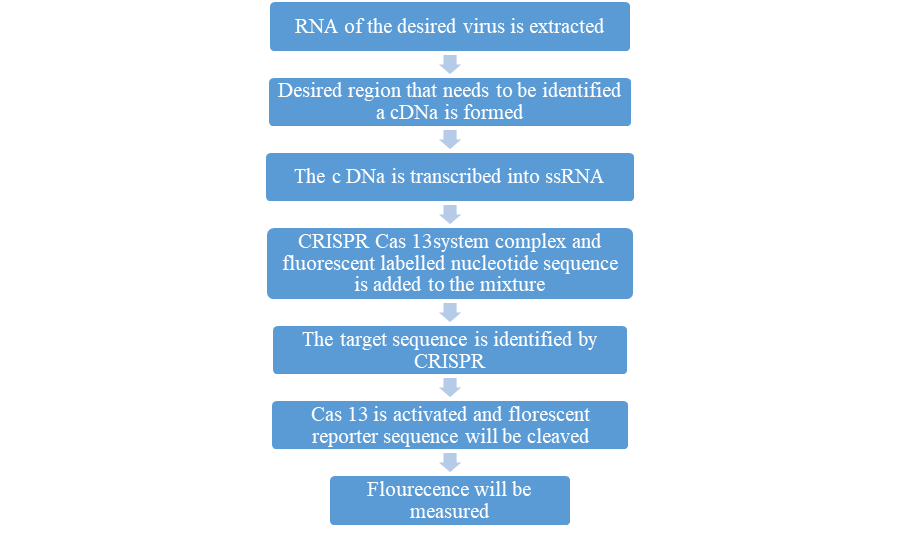 RNA of the desired virus is extracted
Desired region that needs to be identified
a cDNa is formed
The c DNa is transcribed into ssRNA
CRISPR Cas 13system complex and
fluorescent labelled nucleotide sequence
is added to the mixture
The target sequence is identified by
CRISPR
Cas 13 is activated and florescent
reporter sequence will be cleaved
Flourecence will be
measured